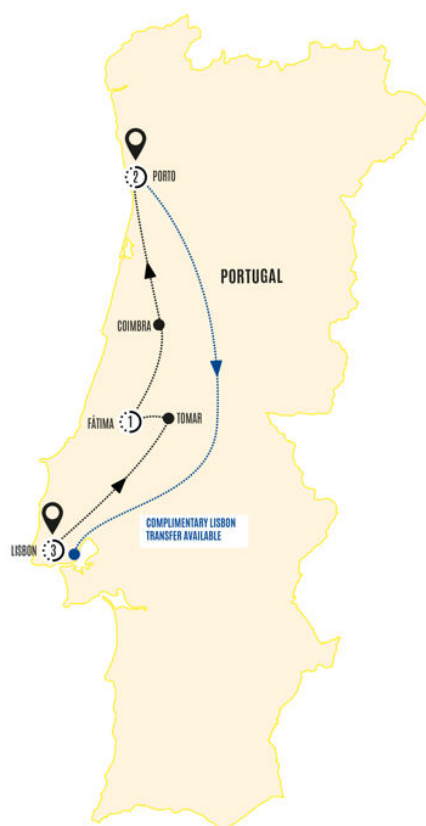 2
PORTO
PORTUGAL
COIMBRA
FÁTIMA
1
TOMAR
COMPLIMENTARY LISBON
TRANSFER AVAILABLE
LISBON
3